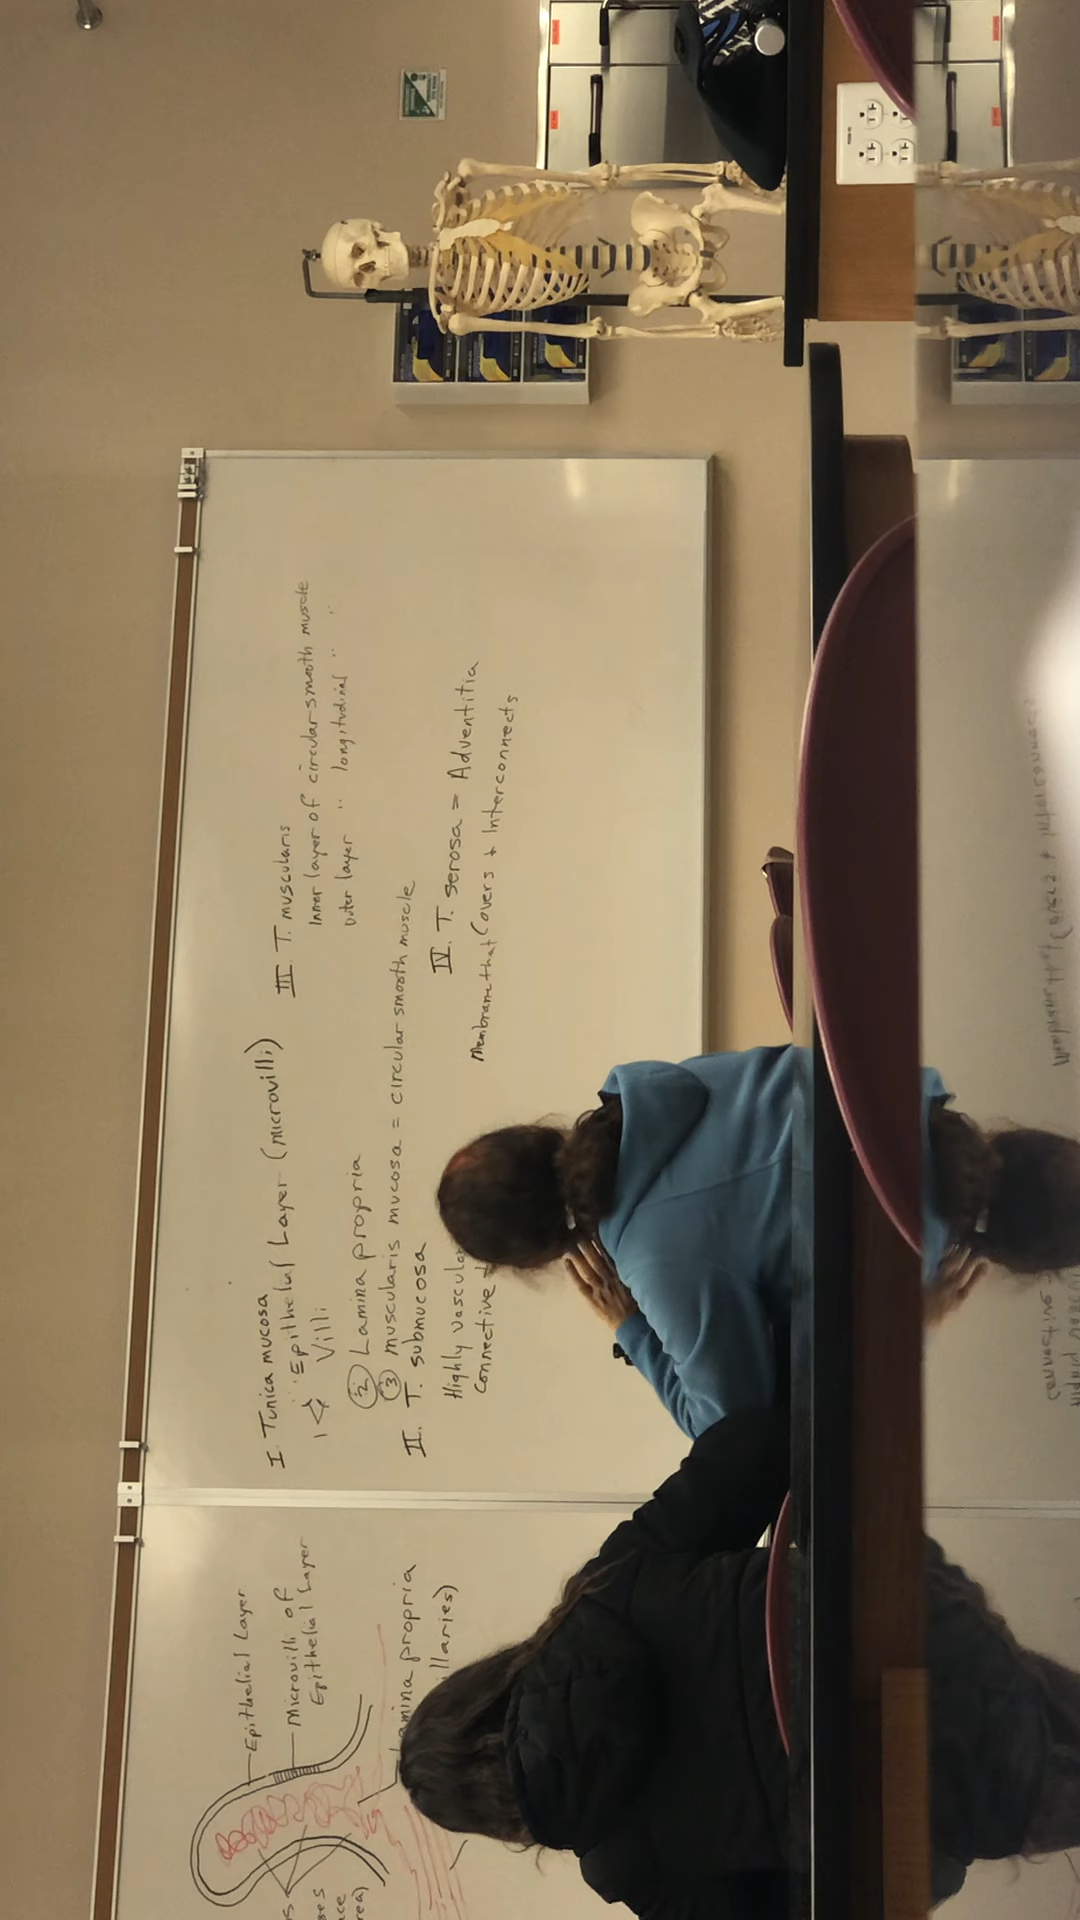 I. Tunica mucosa
Epithelial Layer (microvilli)
1 < Villi
② Lamina propria
③ muscularis mucosa = circular smooth muscle
II. T. submucosa
Highly
Connective
III. T. muscularis
Inner layer of circular smooth muscle
outer layer " longitudinal " "
IV. T. serosa = Adventitia
Membrane that Covers + Interconnects
Epithelial Layer
Microvilli of
Epithelial Layer
Lamina propria